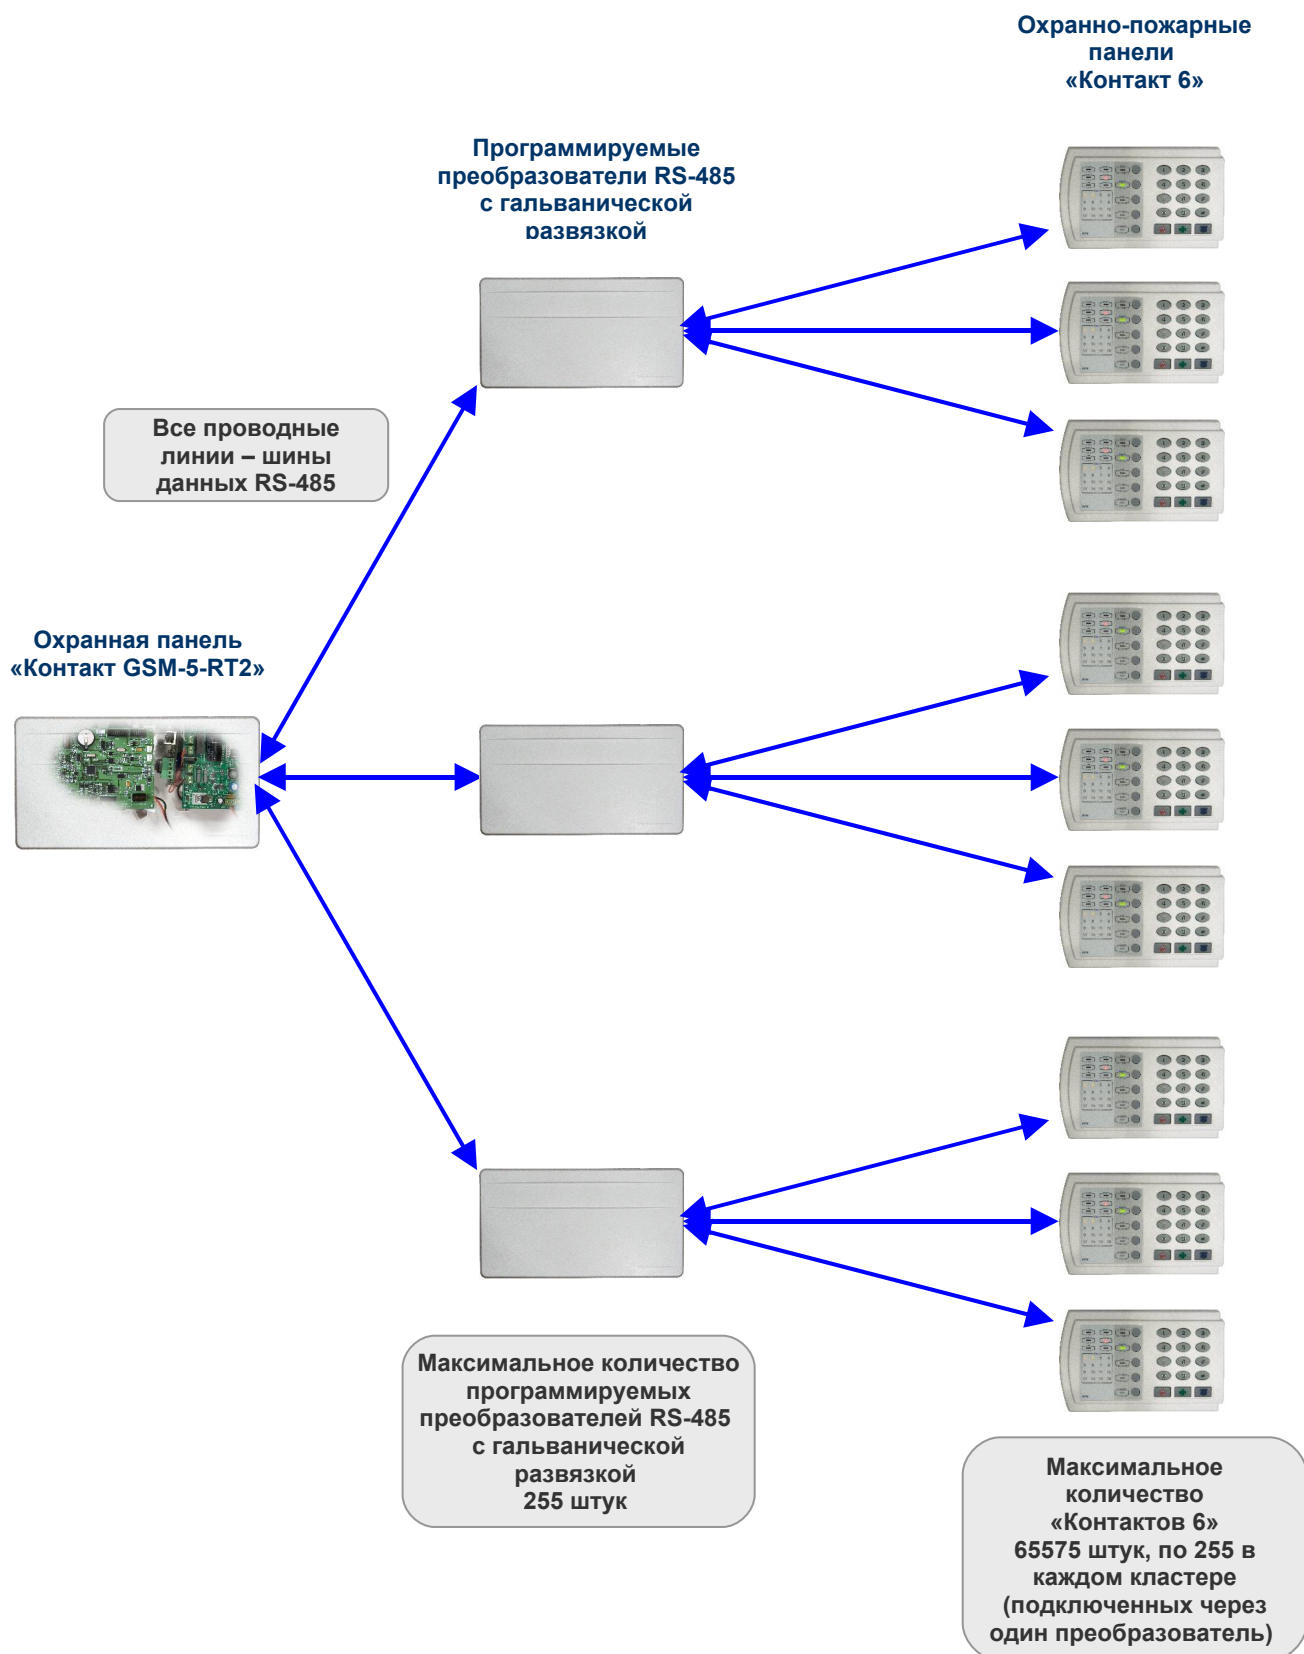 Охранно-пожарные
панели
«Контакт 6»
Программируемые
преобразователи RS-485
с гальванической
развязкой
Все проводные
линии – шины
данных RS-485
Охранная панель
«Контакт GSM-5-RT2»
Максимальное количество
программируемых
преобразователей RS-485
с гальванической
развязкой
255 штук
Максимальное
количество
«Контактов 6»
65575 штук, по 255 в
каждом кластере
(подключенных через
один преобразователь)